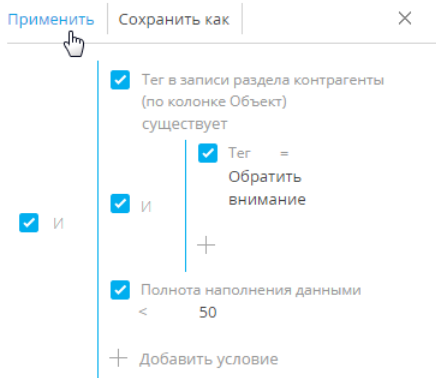 Применить Сохранить как
Тег в записи раздела контрагенты
(по колонке Объект)
существует
Тег =
Обратить
внимание
И
И
Полнота наполнения данными
< 50
Добавить условие